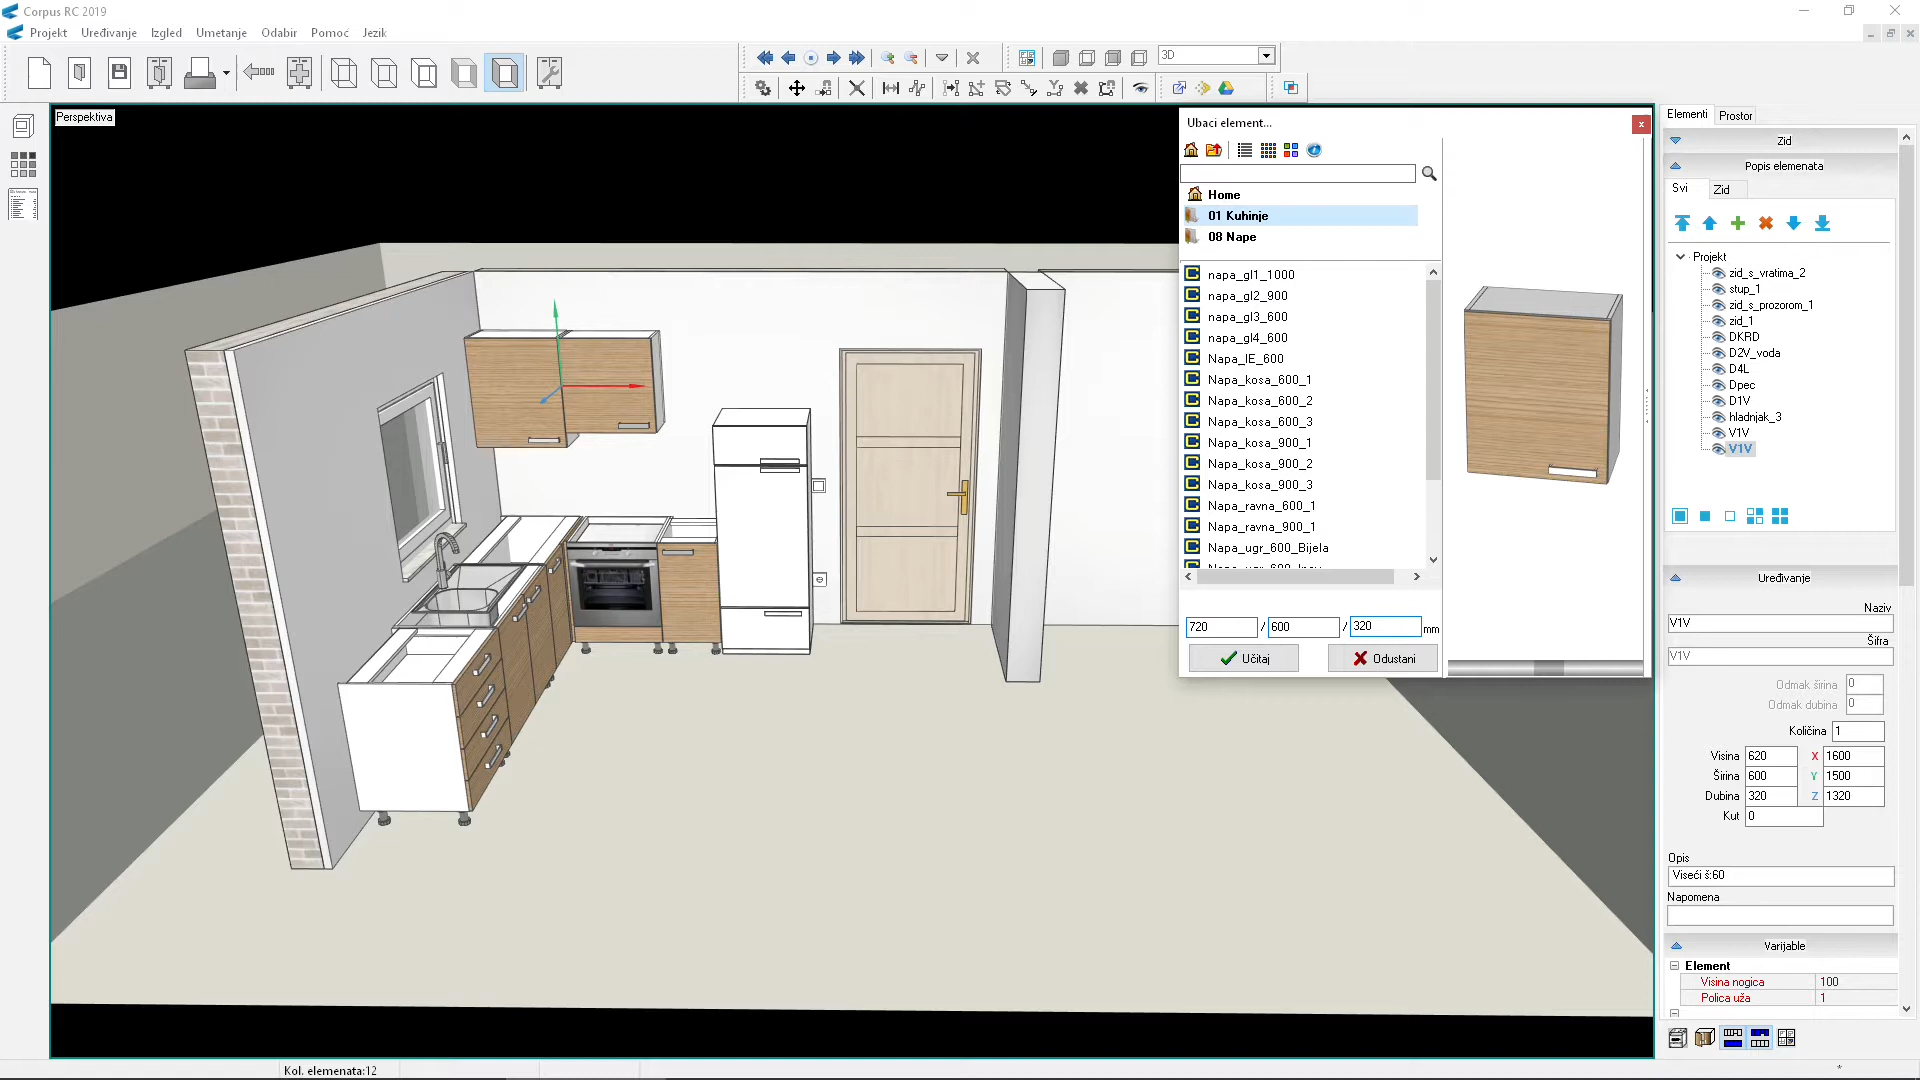 Corpus RC 2019
Projekt Uređivanje Izgled Umetanje Odabir Pomoć Jezik
3D
Perspektiva
Ubaci element...
Home
01 Kuhinje
08 Nape
napa_gl1_1000
napa_gl2_900
napa_gl3_600
napa_gl4_600
Napa_IE_600
Napa_kosa_600_1
Napa_kosa_600_2
Napa_kosa_600_3
Napa_kosa_900_1
Napa_kosa_900_2
Napa_kosa_900_3
Napa_ravna_600_1
Napa_ravna_900_1
Napa_ugr_600_Bijela
720 / 600 / 320 mm
Učitaj Odustani
Elementi Prostor
Zid
Popis elemenata
Svi Zid
Projekt
zid_s_vratima_2
stup_1
zid_s_prozorom_1
zid_1
DKRD
D2V_voda
D4L
Dpec
D1V
hladnjak_3
V1V
V1V
Uređivanje
Naziv
V1V
Šifra
V1V
Odmak širina 0
Odmak dubina 0
Količina 1
Visina 620 X 1600
Širina 600 Y 1500
Dubina 320 Z 1320
Kut 0
Opis
Viseći š:60
Napomena
Varijable
Element
Visina nogica 100
Polica uža 1
Kol. elemenata:12